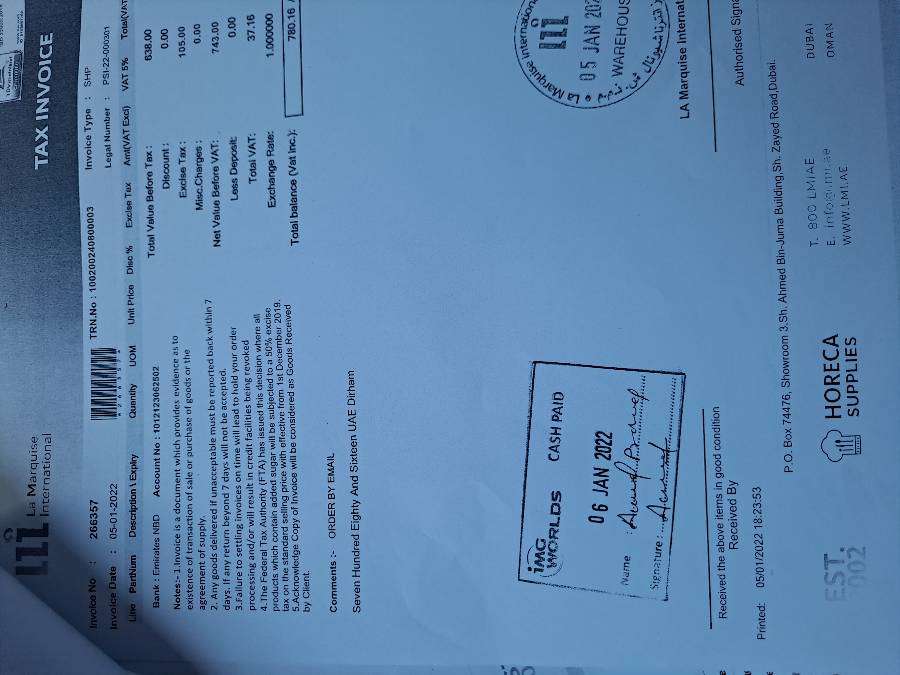 La Marquise
International
TAX INVOICE
Invoice No : 266357 TRN.No : 100200240800003 Invoice Type : SHP
Invoice Date : 05-01-2022 Legal Number : PSI-22-000301
Line PartNum Description \ Expiry Quantity UOM Unit Price Disc % Excise Tax Amt(VAT Excl) VAT 5% Total(VAT
Bank : Emirates NBD Account No : 1012123062802
Total Value Before Tax : 638.00
Discount : 0.00
Excise Tax : 105.00
Misc.Charges : 0.00
Net Value Before VAT: 743.00
Less Deposit: 0.00
Total VAT: 37.16
Exchange Rate: 1.000000
Total balance (Vat Inc.): 780.16
Notes:- 1.Invoice is a document which provides evidence as to
existence of transaction of sale or purchase of goods or the
agreement of supply.
2. Any goods delivered if unacceptable must be reported back within 7
days. If any return beyond 7 days will not be accepted.
3.Failure to settling invoices on time will lead to hold your order
processing and/or will result in credit facilities being revoked
4.The Federal Tax Authority (FTA) has issued this decision where all
products which contain added sugar will be subjected to a 50% excise
tax on the standard selling price with effective from 1st December 2019.
5.Acknowledge Copy of Invoice will be considered as Goods Received
by Client.
Comments :- ORDER BY EMAIL
Seven Hundred Eighty And Sixteen UAE Dirham
La Marquise International
05 JAN 202
WAREHOUS
iMG
WORLDS CASH PAID
06 JAN 2022
Name :
Signature :
LA Marquise Internat
Received the above items in good condition
Received By
Authorised Signa
Printed: 05/01/2022 18:23:53
P.O. Box 74476, Showroom 3,Sh. Ahmed Bin-Juma Building,Sh. Zayed Road,Dubai.
EST.
2002
HORECA
SUPPLIES
T. 800 LMIAE
E. info@lmi.ae
WWW.LMI.AE
DUBAI
OMAN